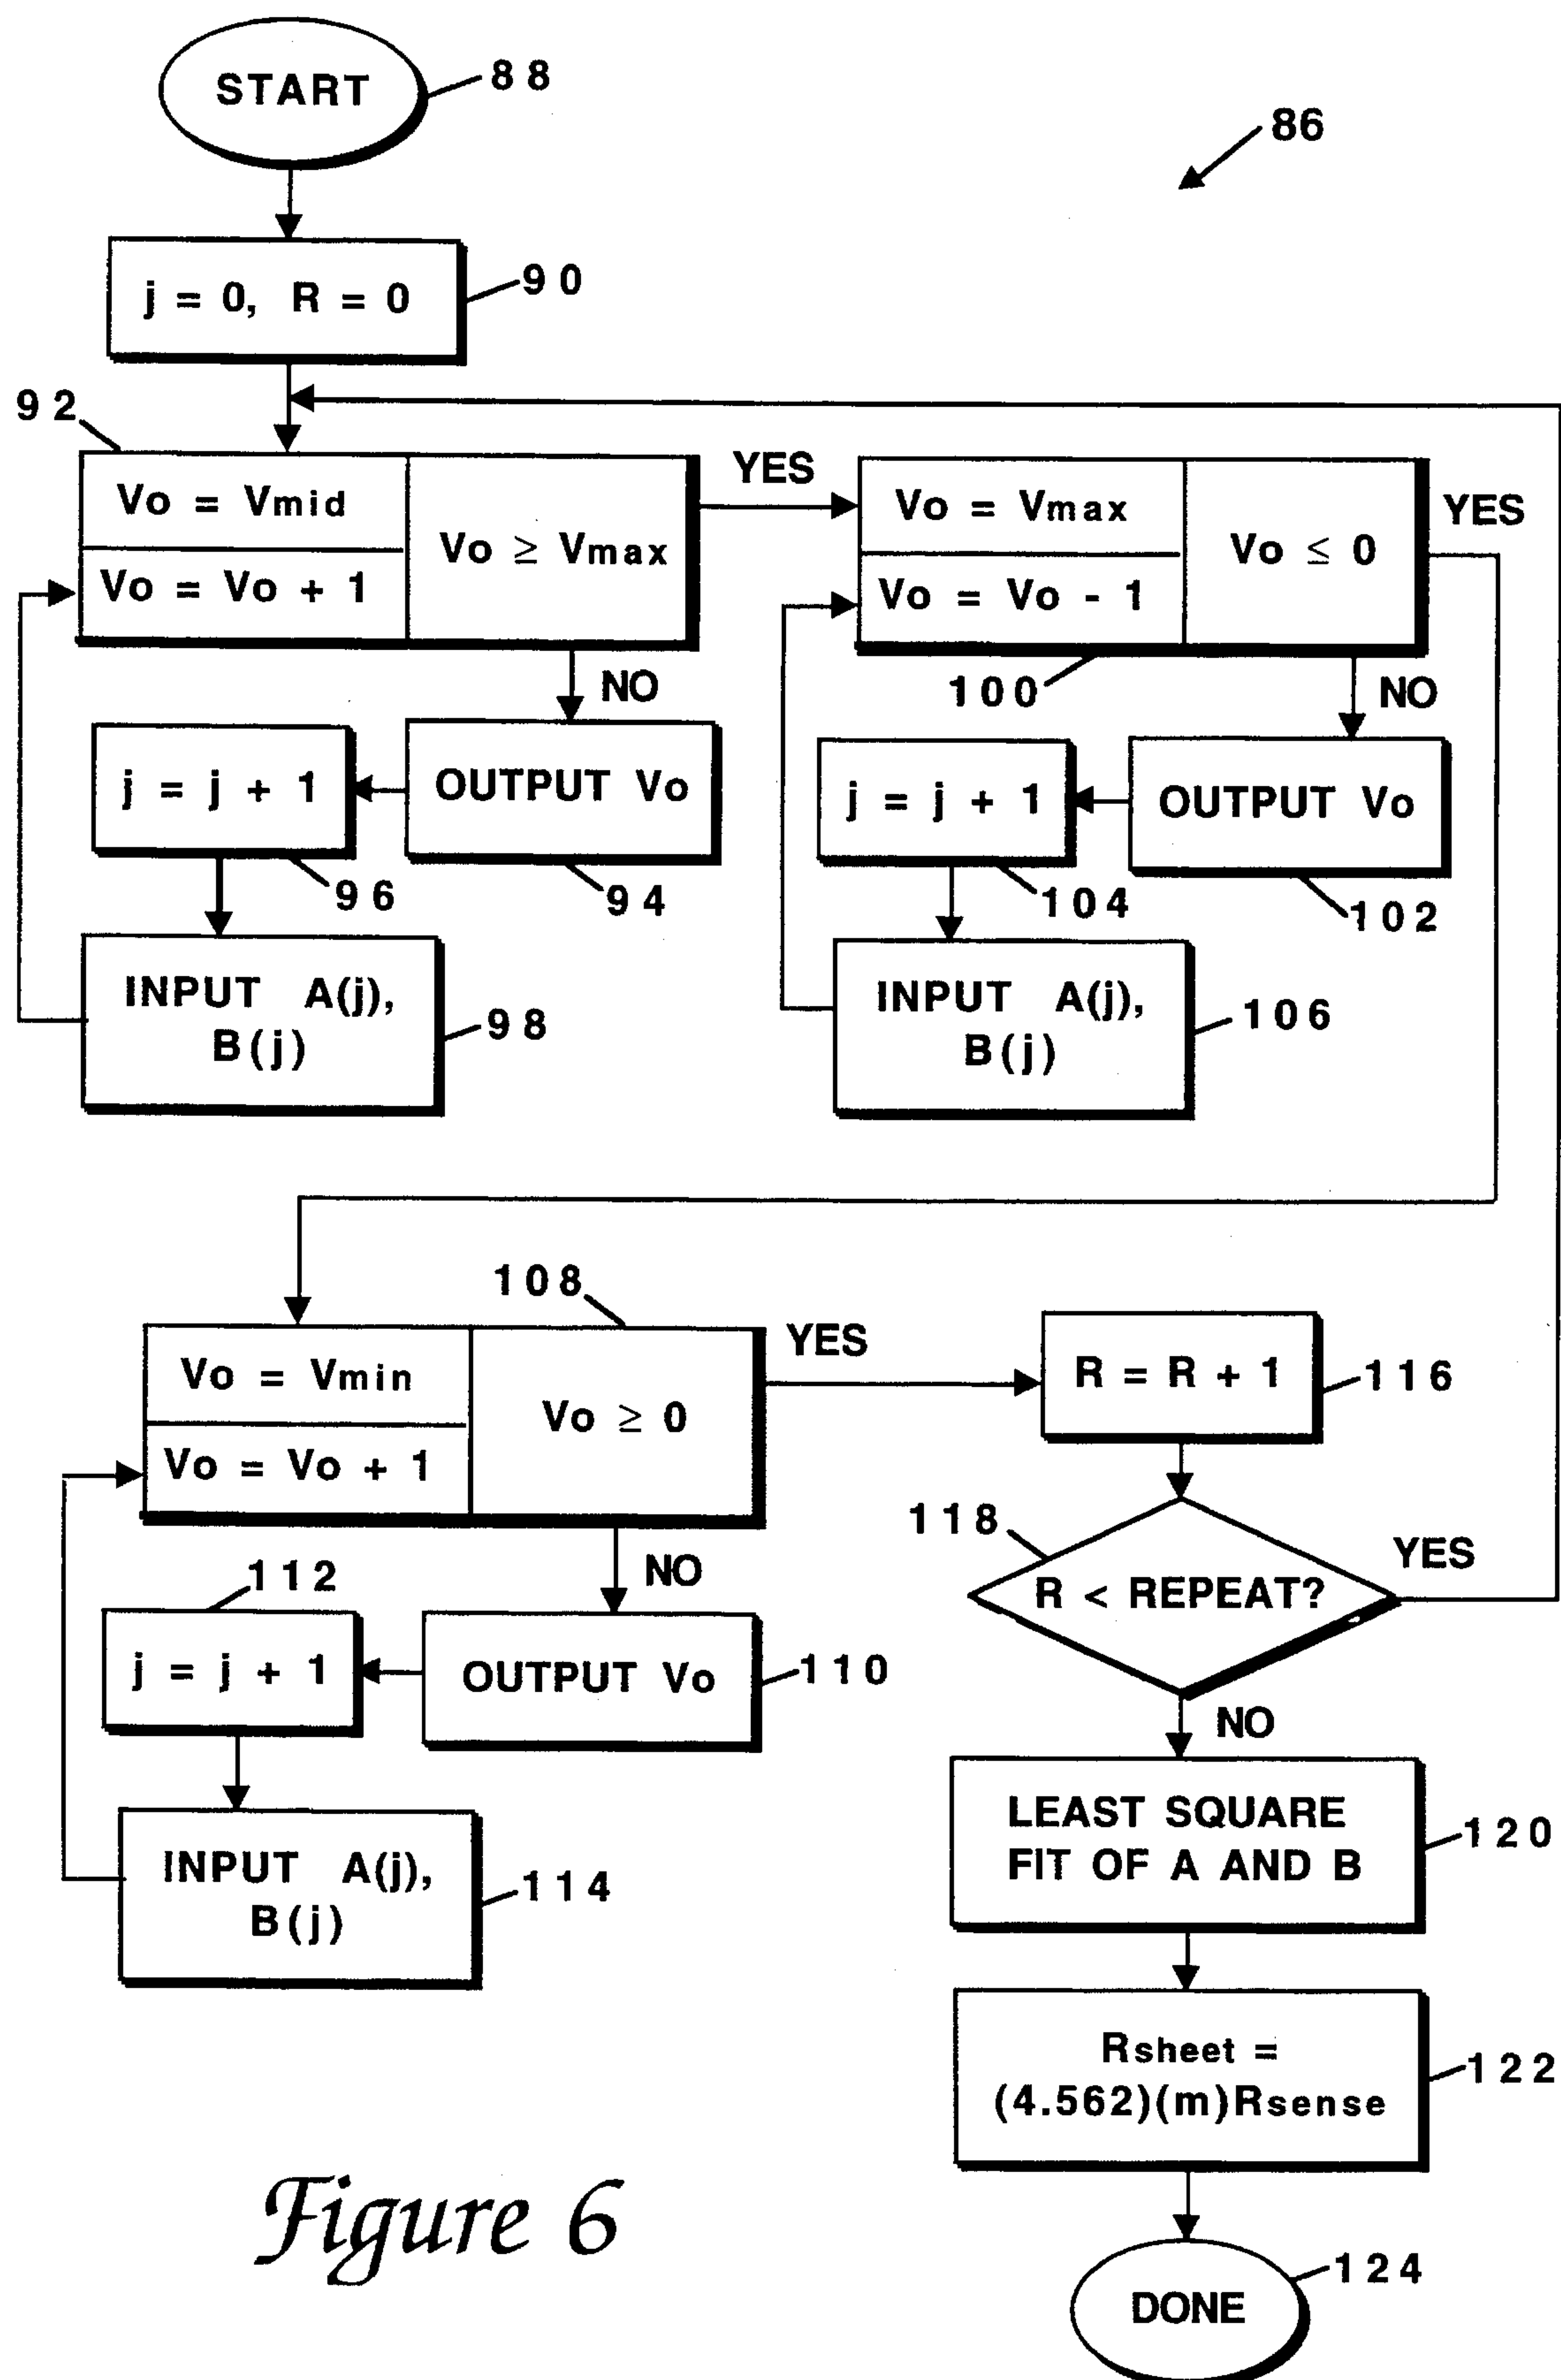 START
88
86
j = 0, R = 0
90
92
Vo = Vmid
Vo = Vo + 1
Vo ≥ Vmax
YES
NO
Vo = Vmax
Vo = Vo - 1
Vo ≤ 0
YES
100
NO
j = j + 1
96
OUTPUT Vo
94
j = j + 1
104
OUTPUT Vo
102
INPUT A(j),
B(j)
98
INPUT A(j),
B(j)
106
108
Vo = Vmin
Vo = Vo + 1
Vo ≥ 0
YES
NO
R = R + 1
116
118
R < REPEAT?
YES
NO
112
j = j + 1
OUTPUT Vo
110
INPUT A(j),
B(j)
114
LEAST SQUARE
FIT OF A AND B
120
Rsheet =
(4.562)(m)Rsense
122
DONE
124
Figure 6